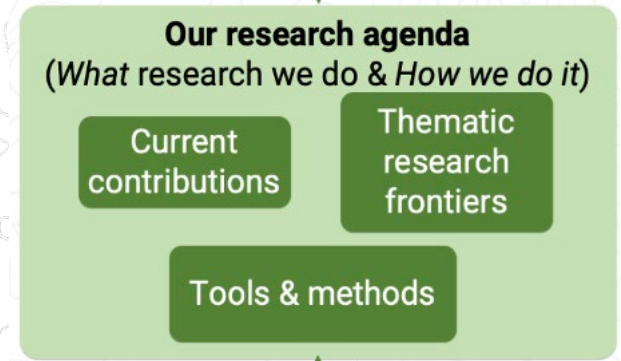 Our research agenda
(What research we do & How we do it)
Current
contributions
Thematic
research
frontiers
Tools & methods